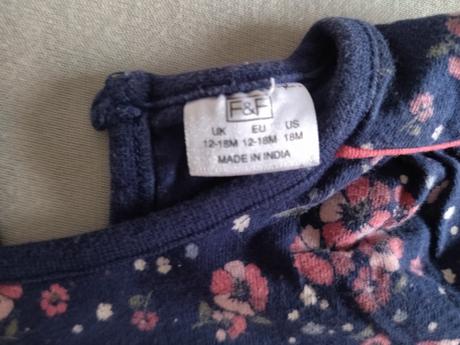 F&F
UK EU US
12-18M 12-18M 18M
MADE IN INDIA